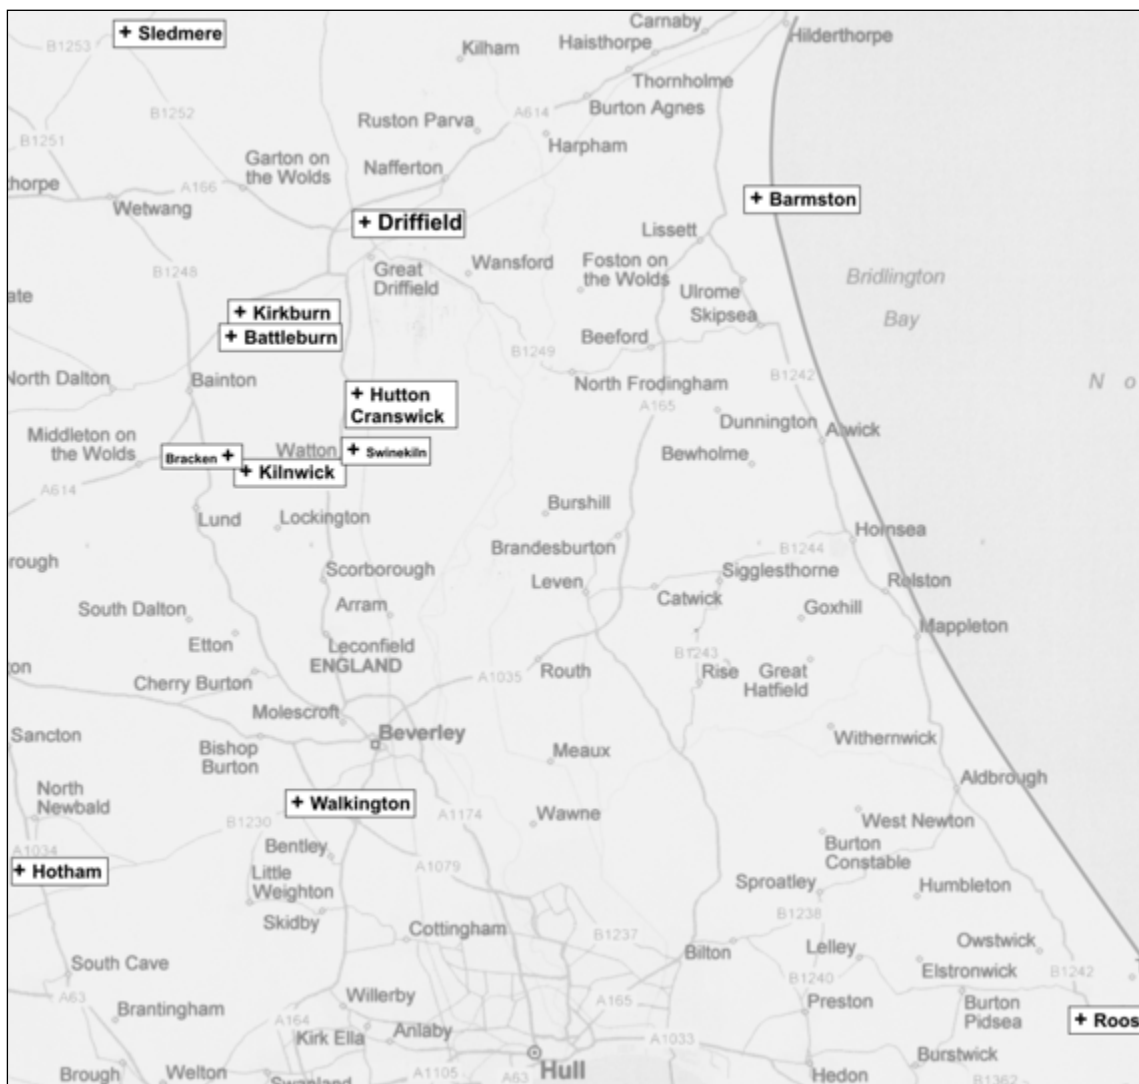 + Sledmere
Carnaby
Hilderthorpe
B1253
Kilham
Haisthorpe
Thornholme
B1252
A614
Burton Agnes
Ruston Parva
B1251
Harpham
Garton on
the Wolds
Nafferton
thorpe
A166
Wetwang
+ Barmston
+ Driffield
Lissett
Great
Driffield
Wansford
Foston on
the Wolds
B1248
Bridlington
Bay
Ulrome
Skipsea
ate
+ Kirkburn
+ Battleburn
Beeford
B1249
North Dalton
Bainton
North Frodingham
B1242
N o
+ Hutton
Cranswick
A165
Dunnington
Atwick
Middleton on
the Wolds
Bracken +
Watton
+ Swinekiln
Bewholme
+ Kilnwick
A614
Lund
Lockington
Burshill
Hornsea
Brandesburton
B1244
rough
Scorborough
Leven
Sigglesthorne
Rolston
Catwick
South Dalton
Arram
Goxhill
Mappleton
Etton
Leconfield
ENGLAND
B1243
ton
Cherry Burton
A1035
Routh
Rise
Great
Hatfield
Molescroft
Beverley
Sancton
Bishop
Burton
Meaux
Withernwick
Aldbrough
North
Newbald
+ Walkington
B1230
A1174
Wawne
West Newton
A1034
Bentley
A1079
Burton
Constable
+ Hotham
Little
Weighton
Sproatley
Humbleton
Skidby
Cottingham
B1237
B1238
Bilton
Lelley
Owstwick
South Cave
Elstronwick
B1242
B1240
A63
Willerby
A165
Preston
Burton
Pidsea
Brantingham
A164
+ Roos
Kirk Ella
Anlaby
A1033
Hull
Burstwick
Brough
Welton
Swanland
A1105
A63
Hedon
B1362